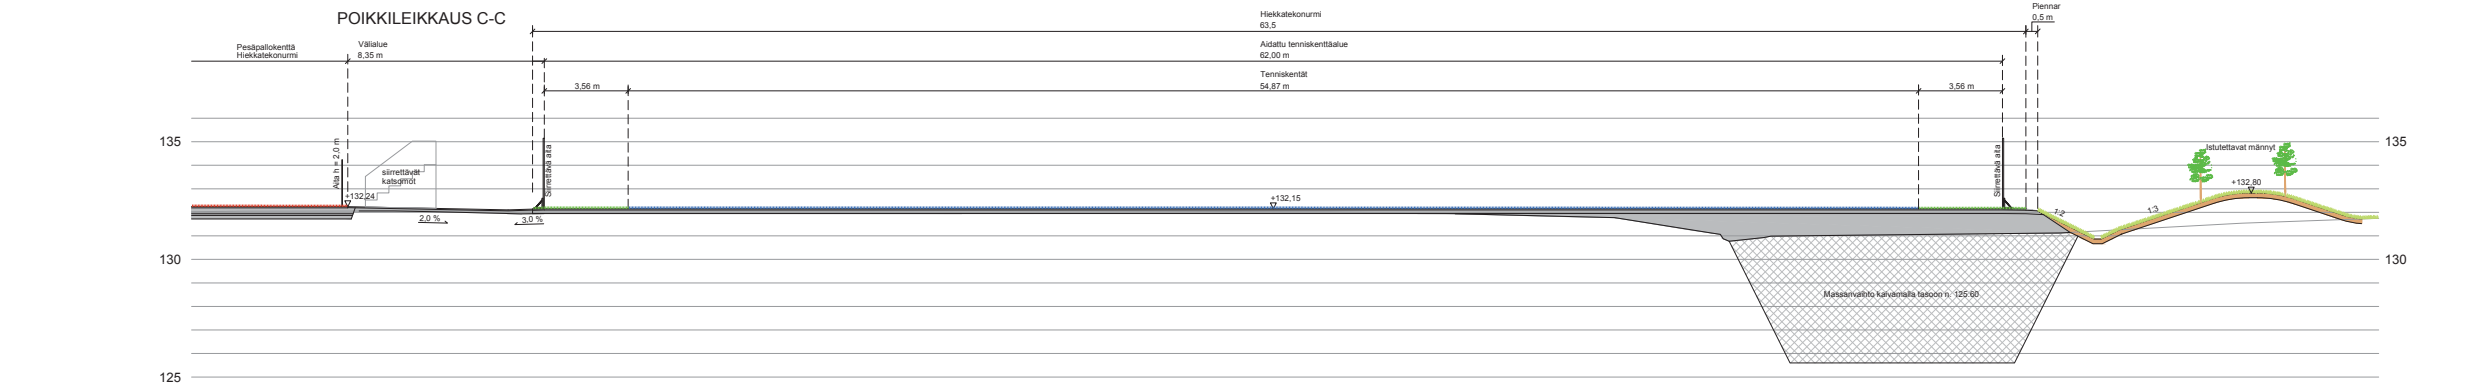 POIKKILEIKKAUS C-C
Hiekkatekonurmi
63,5
Piennar
0,5 m
Pesäpallokenttä
Hiekkatekonurmi
Välialue
8,35 m
Aidattu tenniskenttäalue
62,00 m
Tenniskentät
54,87 m
3,56 m
3,56 m
135
135
Aita h = 2,0 m
siirrettävät
katsomot
Siirrettävä aita
Siirrettävä aita
Istutettavat männyt
+132,24
+132,15
+132,80
2,0 %
3,0 %
1:2
1:3
130
130
Massanvaihto kaivamalla tasoon n. 125.60
125